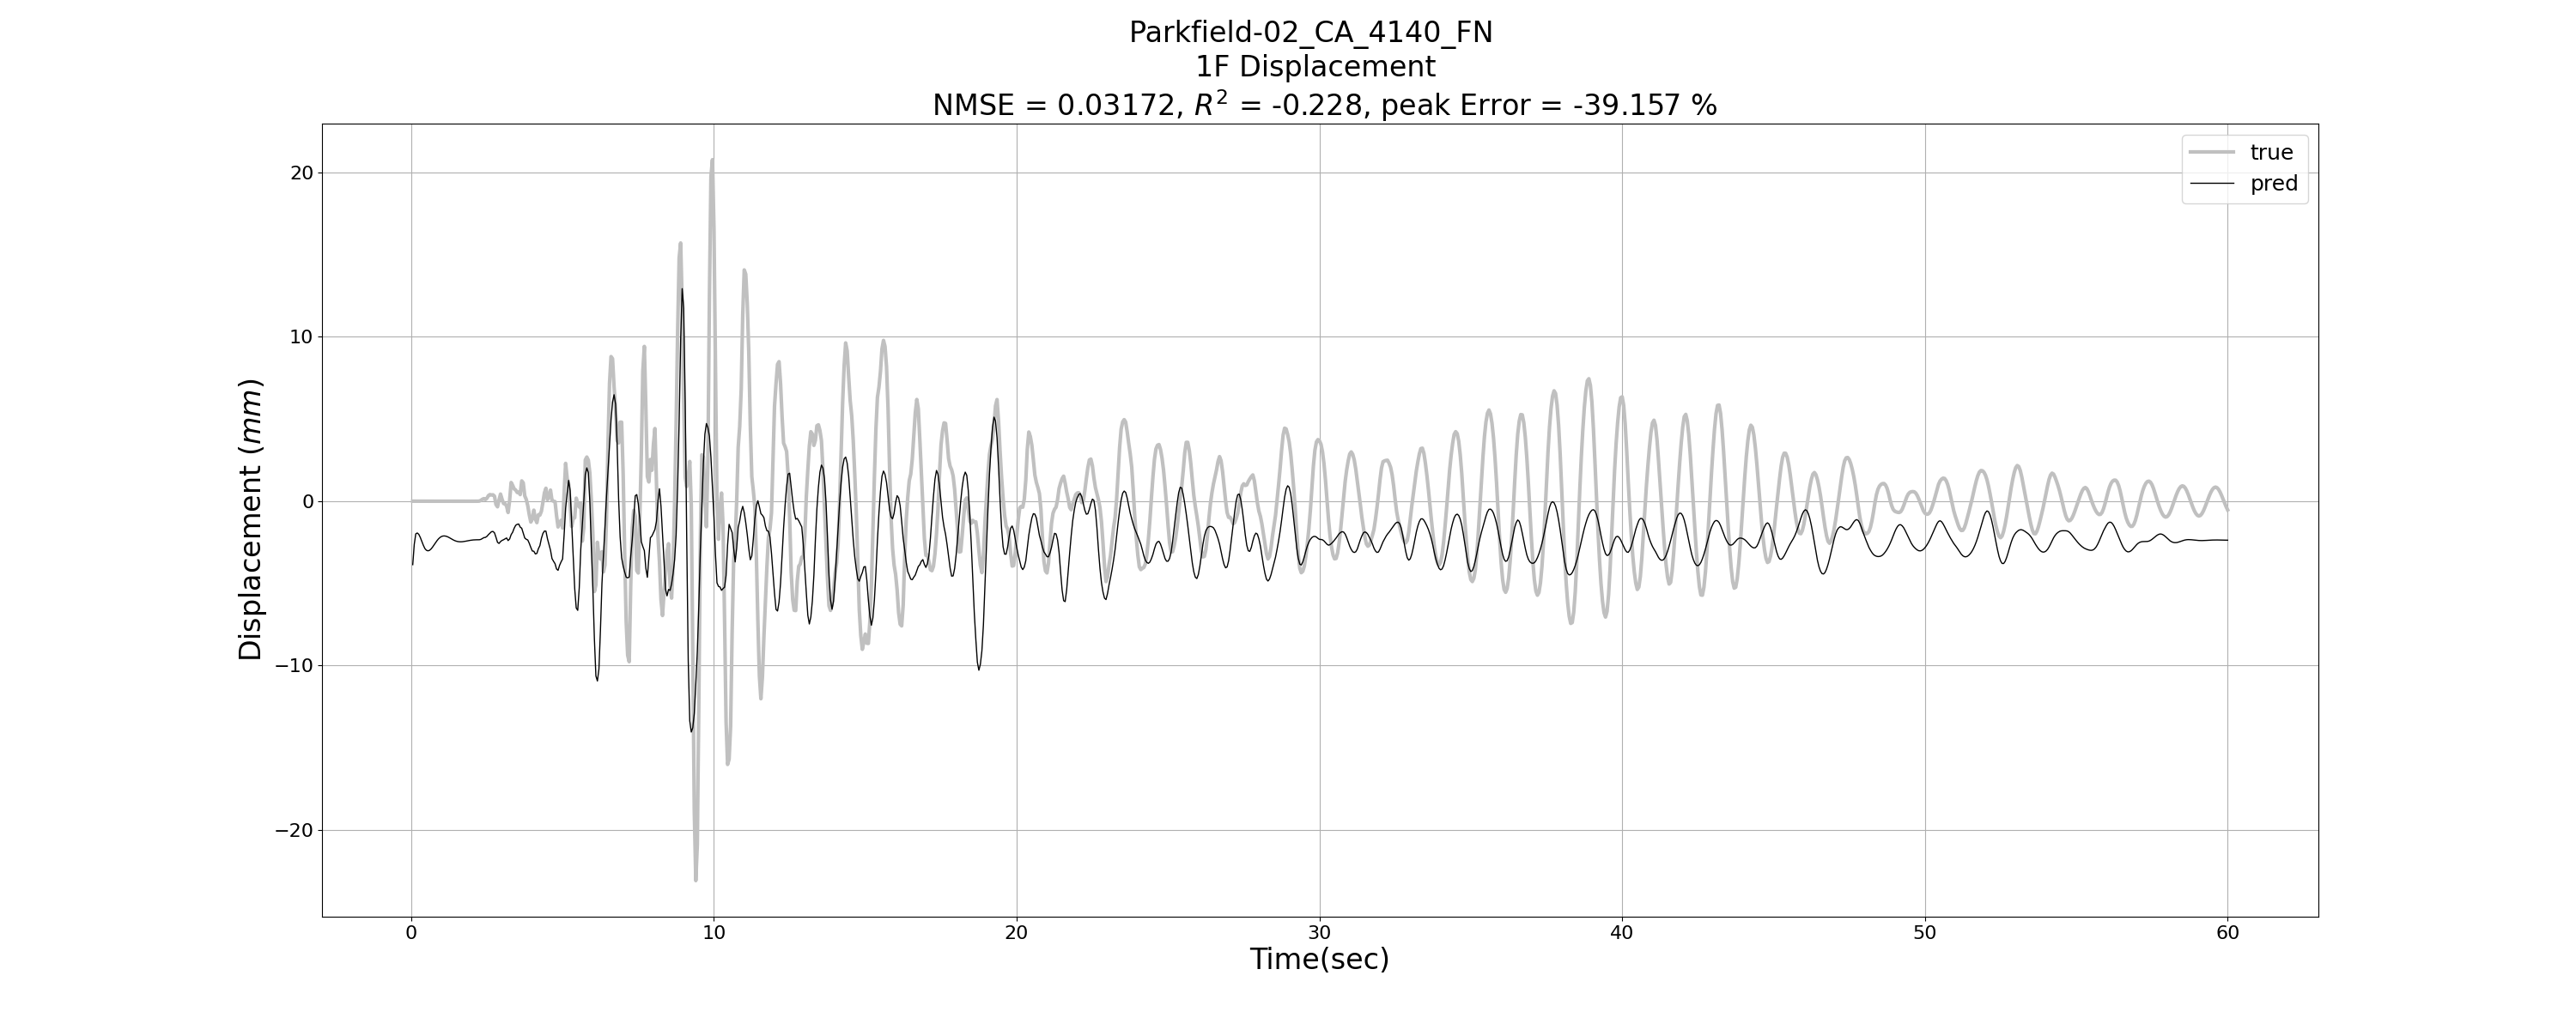 Parkfield-02_CA_4140_FN
1F Displacement
NMSE = 0.03172, R² = -0.228, peak Error = -39.157 %
true
pred
20
10
0
−10
−20
Displacement (mm)
0 10 20 30 40 50 60
Time(sec)